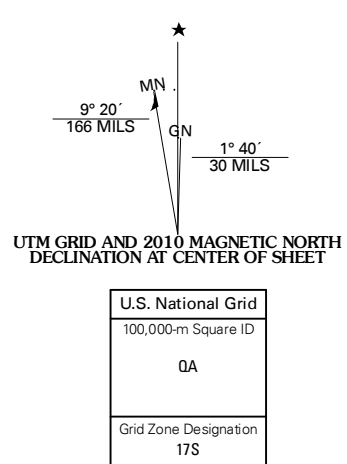 ★
MN
9° 20´
166 MILS
GN
1° 40´
30 MILS
UTM GRID AND 2010 MAGNETIC NORTH
DECLINATION AT CENTER OF SHEET
U.S. National Grid
100,000-m Square ID
QA
Grid Zone Designation
17S